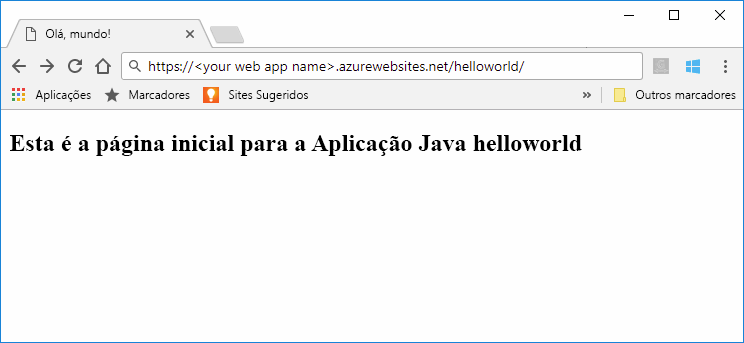 Olá, mundo!
https://<your web app name>.azurewebsites.net/helloworld/
Aplicações Marcadores Sites Sugeridos » Outros marcadores
Esta é a página inicial para a Aplicação Java helloworld